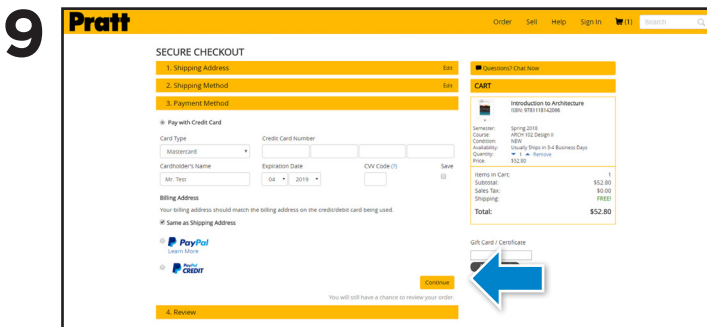 9
Pratt
Order Sell Help Sign In (1) Search
SECURE CHECKOUT
1. Shipping Address Edit
2. Shipping Method Edit
3. Payment Method
Pay with Credit Card
Card Type Credit Card Number
Mastercard
Cardholder's Name Expiration Date CVV Code (?) Save
Mr. Test 04 2019
Billing Address
Your billing address should match the billing address on the credit/debit card being used.
Same as Shipping Address
PayPal
Learn More
PayPal CREDIT
Continue
You will still have a chance to review your order.
4. Review
Questions? Chat Now
CART
Introduction to Architecture
ISBN: 9781118142066
Semester: Spring 2018
Course: ARCH 102 Design II
Condition: NEW
Availability: Usually Ships in 3-4 Business Days
Quantity: 1 Remove
Price: $52.80
Items in Cart: 1
Subtotal: $52.80
Sales Tax: $0.00
Shipping: FREE!
Total: $52.80
Gift Card / Certificate